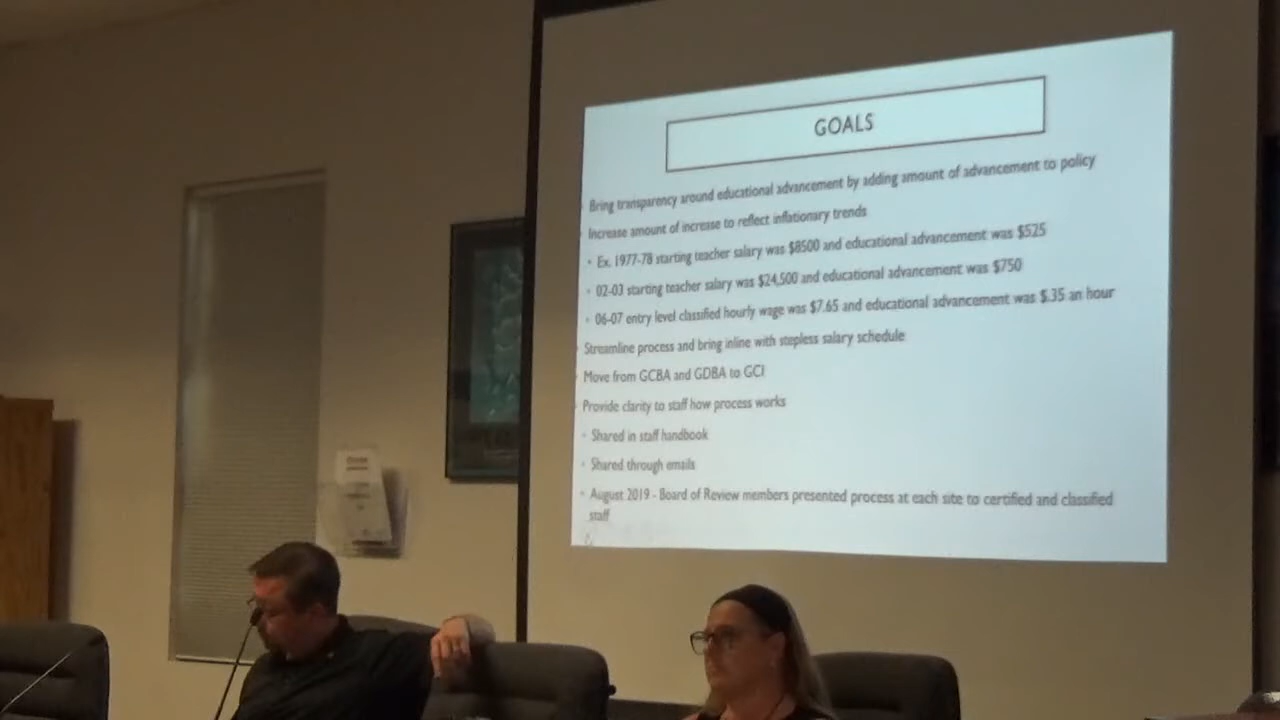 GOALS
Bring transparency around educational advancement by adding amount of advancement to policy
Increase amount of increase to reflect inflationary trends
Ex. 1977-78 starting teacher salary was $8500 and educational advancement was $525
02-03 starting teacher salary was $24,500 and educational advancement was $750
06-07 entry level classified hourly wage was $7.65 and educational advancement was $.35 an hour
Streamline process and bring inline with stepless salary schedule
Move from GCBA and GDBA to GCI
Provide clarity to staff how process works
Shared in staff handbook
Shared through emails
August 2019 - Board of Review members presented process at each site to certified and classified
staff